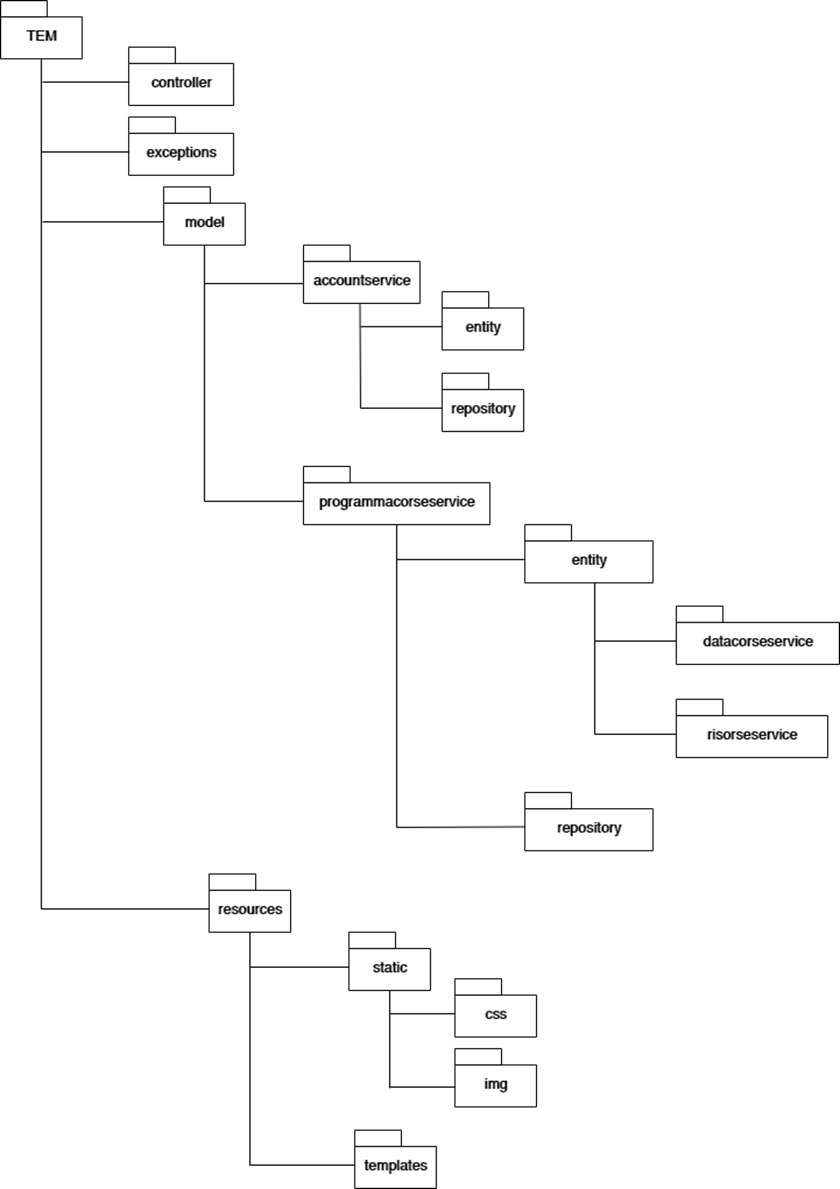 TEM
controller
exceptions
model
accountservice
entity
repository
programmacorseservice
entity
datacorseservice
risorseservice
repository
resources
static
css
img
templates